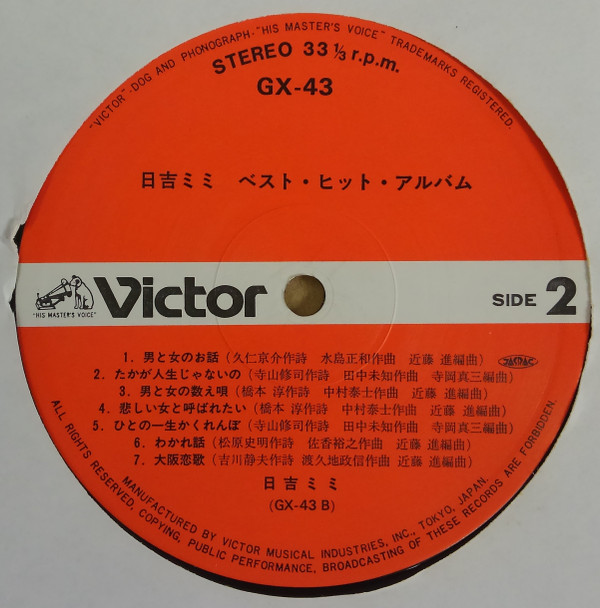 "VICTOR"-DOG AND PHONOGRAPH-"HIS MASTER'S VOICE" TRADEMARKS REGISTERED.
STEREO 33 1/3 r.p.m.
GX-43
日吉ミミ ベスト・ヒット・アルバム
"HIS MASTER'S VOICE"
Victor
SIDE 2
1. 男と女のお話(久仁京介作詩 水島正和作曲 近藤 進編曲) JASRAC
2. たかが人生じゃないの(寺山修司作詩 田中未知作曲 寺岡真三編曲)
3. 男と女の数え唄(橋本 淳作詩 中村泰士作曲 近藤 進編曲)
4. 悲しい女と呼ばれたい(橋本 淳作詩 中村泰士作曲 近藤 進編曲)
5. ひとの一生かくれんぼ(寺山修司作詩 田中未知作曲 寺岡真三編曲)
6. わかれ話(松原史明作詩 佐香裕之作曲 近藤 進編曲)
7. 大阪恋歌(吉川静夫作詩 渡久地政信作曲 近藤 進編曲)
日吉ミミ
(GX-43 B)
MANUFACTURED BY VICTOR MUSICAL INDUSTRIES, INC., TOKYO, JAPAN.
ALL RIGHTS RESERVED, COPYING, PUBLIC PERFORMANCE, BROADCASTING OF THESE RECORDS ARE FORBIDDEN.